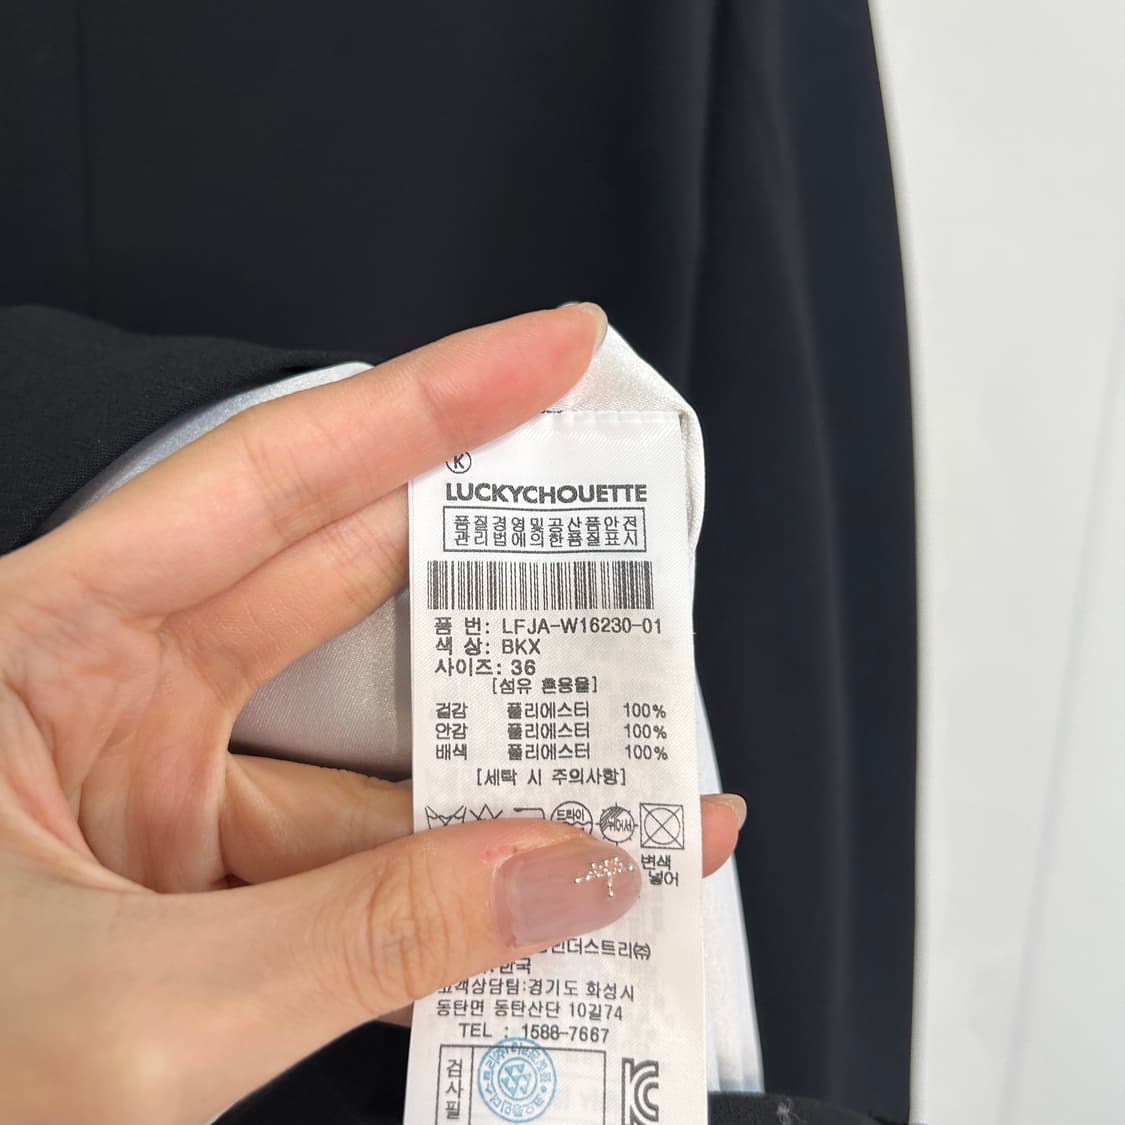 K
LUCKYCHOUETTE
품질경영및공산품안전
관리법에의한품질표시
품 번: LFJA-W16230-01
색 상: BKX
사이즈: 36
[섬유 혼용율]
겉감 폴리에스터 100%
안감 폴리에스터 100%
배색 폴리에스터 100%
[세탁 시 주의사항]
드라이 뉘어서
변색
넣어
인더스트리㈜
한국
고객상담팀:경기도 화성시
동탄면 동탄산단 10길74
TEL : 1588-7667
검사필